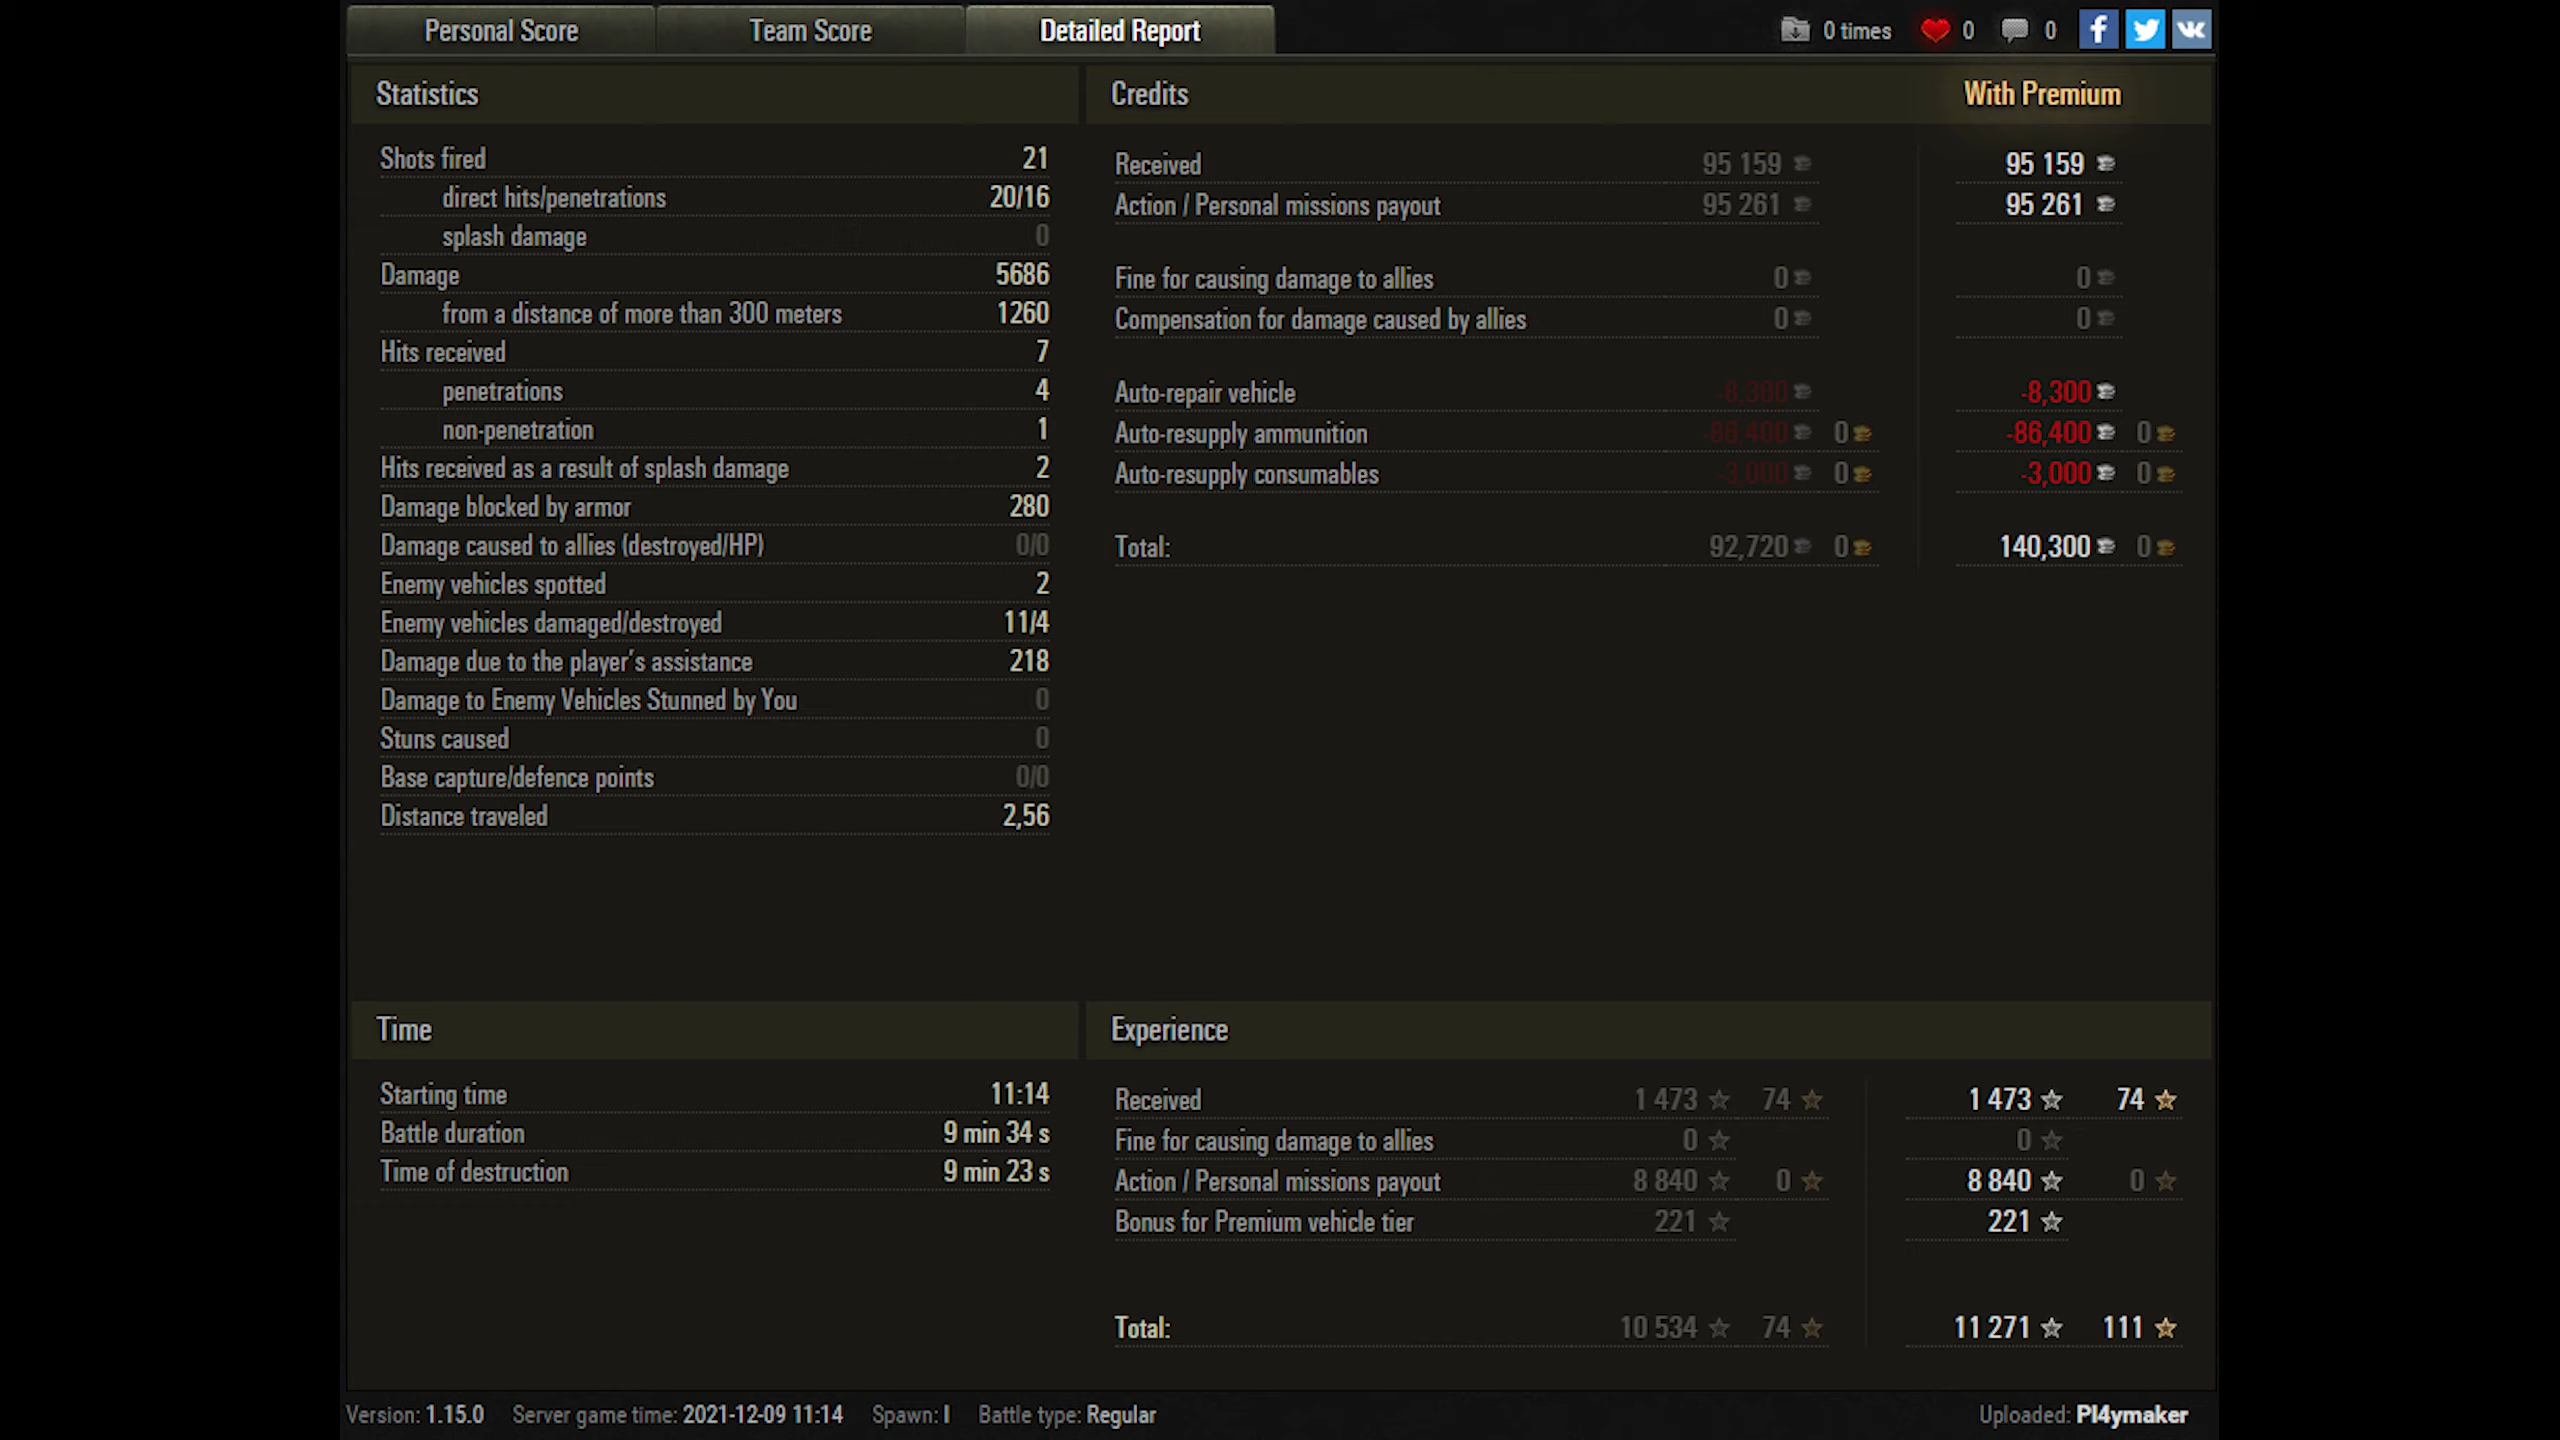 Personal Score
Team Score
Detailed Report
0 times
0
0
Statistics
Shots fired 21
direct hits/penetrations 20/16
splash damage 0
Damage 5686
from a distance of more than 300 meters 1260
Hits received 7
penetrations 4
non-penetration 1
Hits received as a result of splash damage 2
Damage blocked by armor 280
Damage caused to allies (destroyed/HP) 0/0
Enemy vehicles spotted 2
Enemy vehicles damaged/destroyed 11/4
Damage due to the player's assistance 218
Damage to Enemy Vehicles Stunned by You 0
Stuns caused 0
Base capture/defence points 0/0
Distance traveled 2,56
Credits With Premium
Received 95 159 95 159
Action / Personal missions payout 95 261 95 261
Fine for causing damage to allies 0 0
Compensation for damage caused by allies 0 0
Auto-repair vehicle -8,300 -8,300
Auto-resupply ammunition -86,400 0 -86,400 0
Auto-resupply consumables -3,000 0 -3,000 0
Total: 92,720 0 140,300 0
Time
Starting time 11:14
Battle duration 9 min 34 s
Time of destruction 9 min 23 s
Experience
Received 1 473 74 1 473 74
Fine for causing damage to allies 0 0
Action / Personal missions payout 8 840 0 8 840 0
Bonus for Premium vehicle tier 221 221
Total: 10 534 74 11 271 111
Version: 1.15.0 Server game time: 2021-12-09 11:14 Spawn: I Battle type: Regular Uploaded: Pl4ymaker